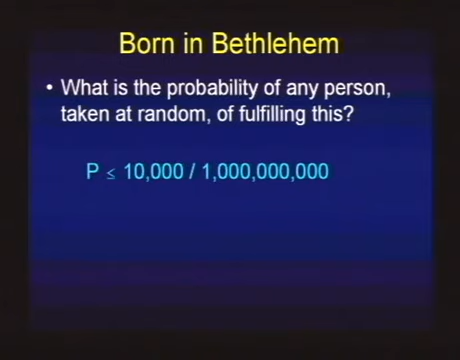 Born in Bethlehem
• What is the probability of any person,
taken at random, of fulfilling this?
P ≤ 10,000 / 1,000,000,000